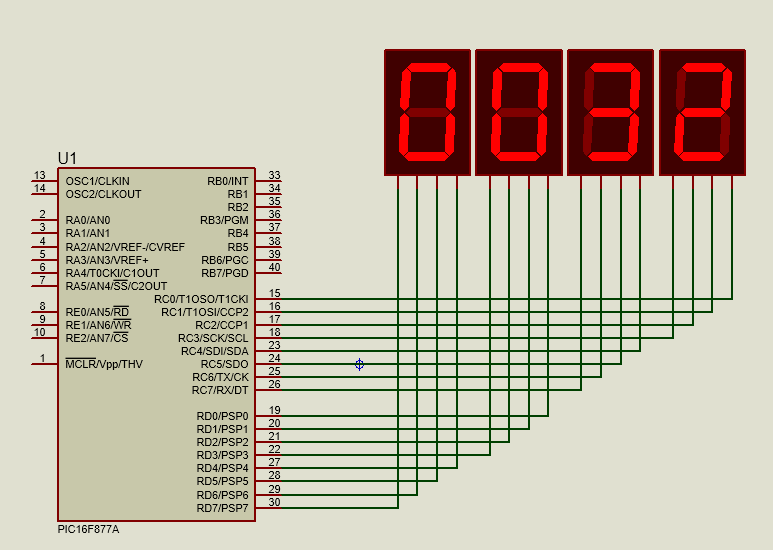 0032
U1
13 OSC1/CLKIN RB0/INT 33
14 OSC2/CLKOUT RB1 34
RB2 35
2 RA0/AN0 RB3/PGM 36
3 RA1/AN1 RB4 37
4 RA2/AN2/VREF-/CVREF RB5 38
5 RA3/AN3/VREF+ RB6/PGC 39
6 RA4/T0CKI/C1OUT RB7/PGD 40
7 RA5/AN4/SS/C2OUT
RC0/T1OSO/T1CKI 15
8 RE0/AN5/RD RC1/T1OSI/CCP2 16
9 RE1/AN6/WR RC2/CCP1 17
10 RE2/AN7/CS RC3/SCK/SCL 18
RC4/SDI/SDA 23
1 MCLR/Vpp/THV RC5/SDO 24
RC6/TX/CK 25
RC7/RX/DT 26
RD0/PSP0 19
RD1/PSP1 20
RD2/PSP2 21
RD3/PSP3 22
RD4/PSP4 27
RD5/PSP5 28
RD6/PSP6 29
RD7/PSP7 30
PIC16F877A